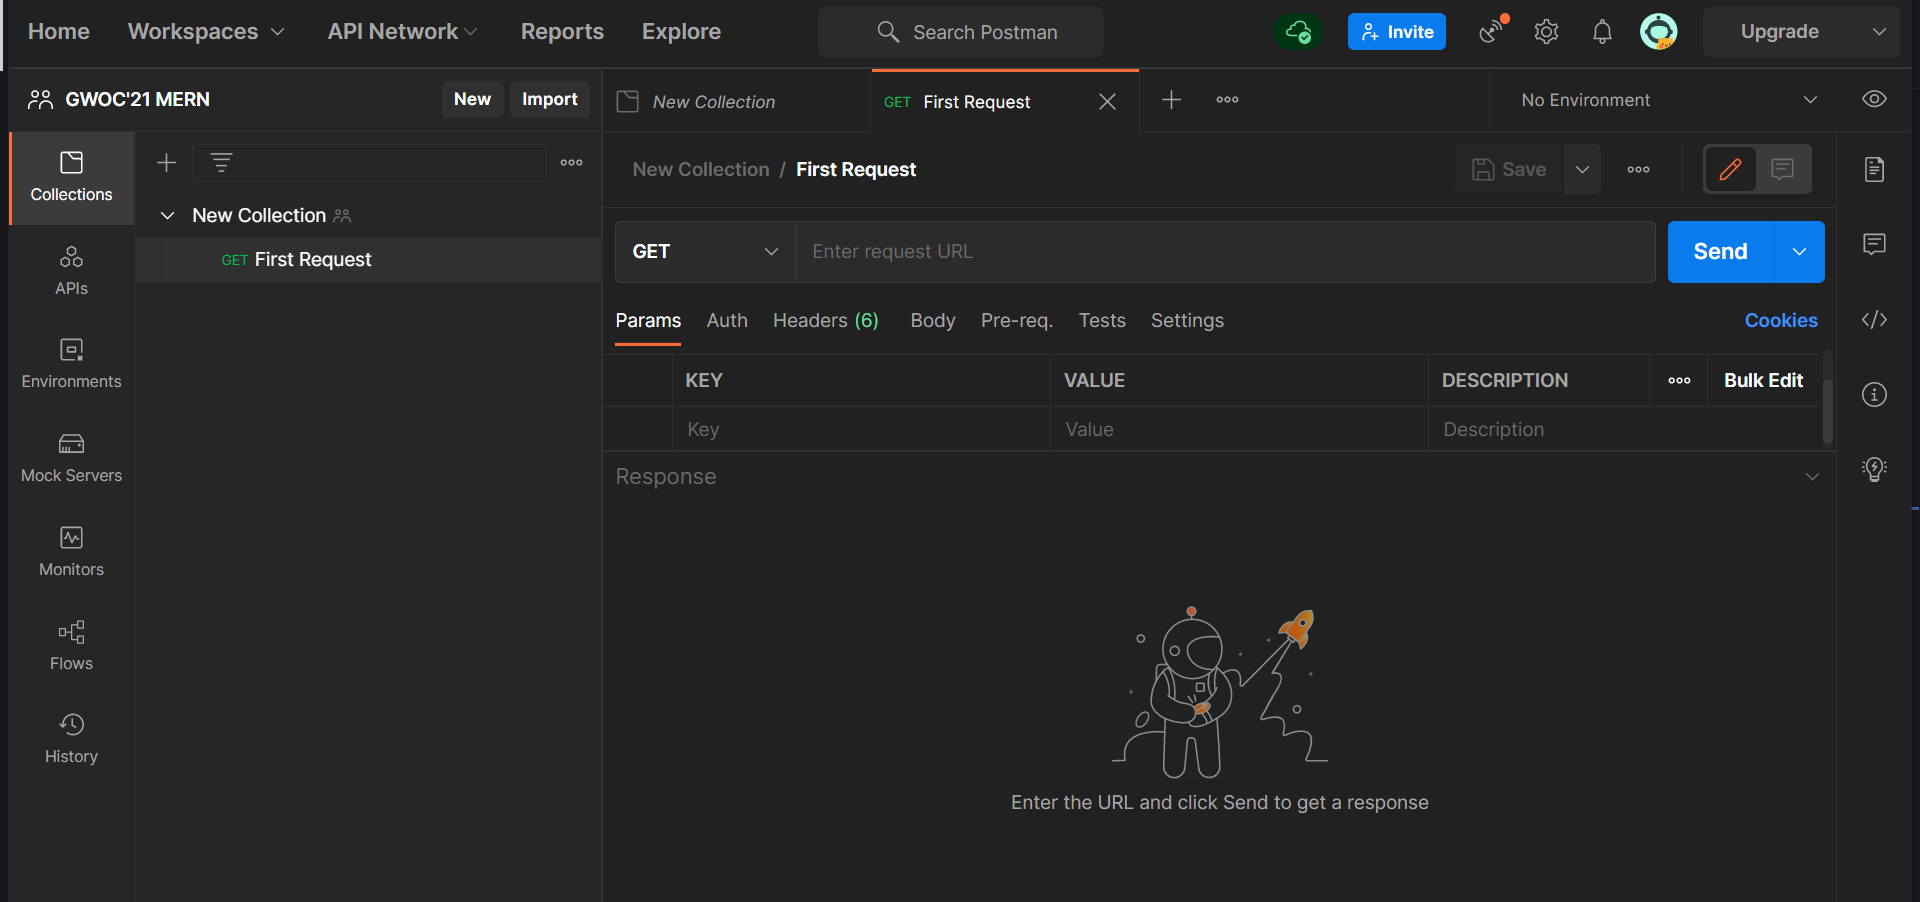 Home Workspaces API Network Reports Explore Search Postman Invite Upgrade
GWOC'21 MERN New Import
New Collection GET First Request No Environment
Collections
New Collection / First Request Save
New Collection
GET First Request
GET Enter request URL Send
APIs
Params Auth Headers (6) Body Pre-req. Tests Settings Cookies
Environments
KEY VALUE DESCRIPTION Bulk Edit
Key Value Description
Mock Servers
Response
Monitors
Flows
History
Enter the URL and click Send to get a response